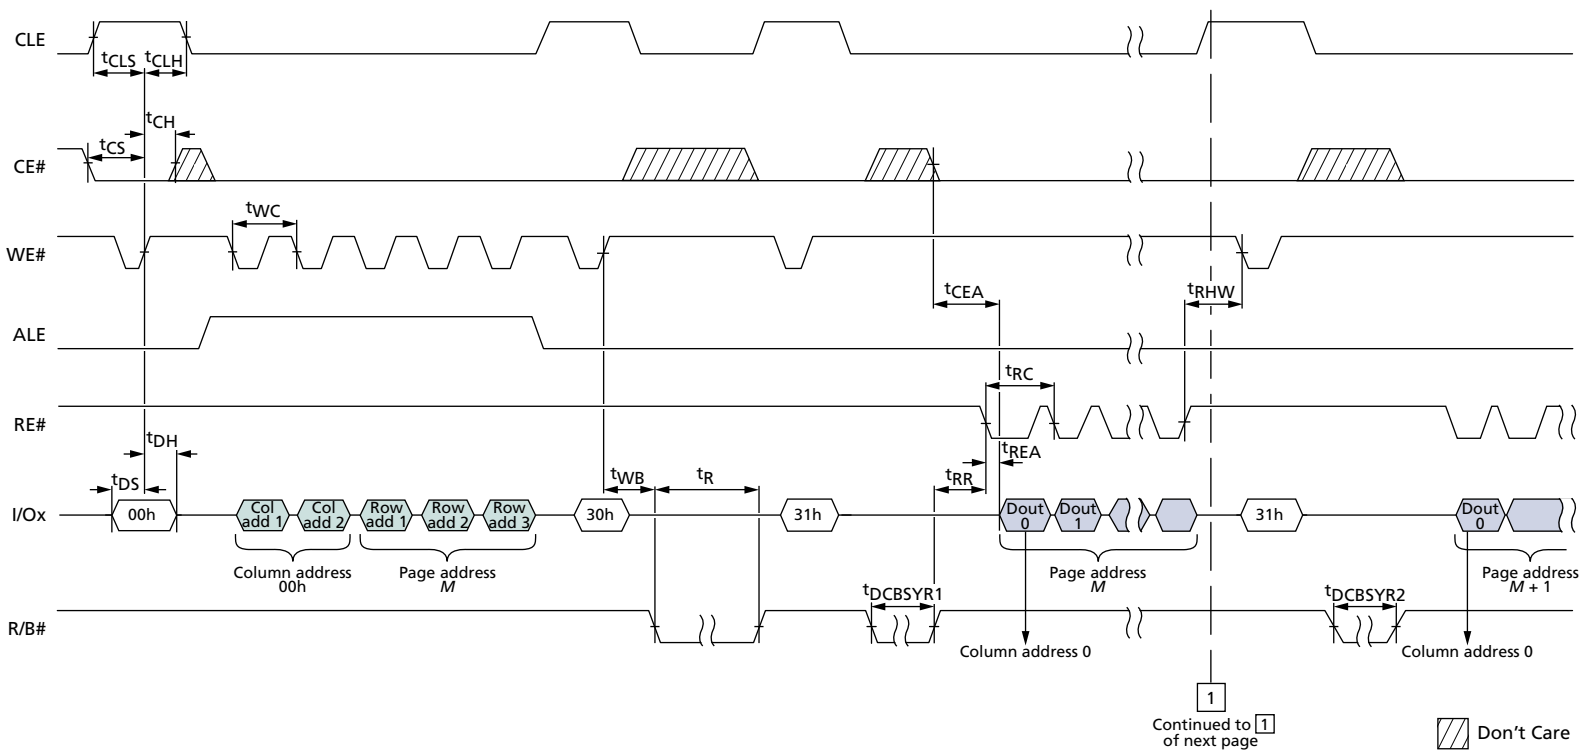 CLE
tCLS tCLH
tCH
tCS
CE#
tWC
WE#
tCEA
tRHW
ALE
tRC
RE#
tDH
tREA
tDS
tWB
tR
tRR
I/Ox
00h
Col add 1
Col add 2
Row add 1
Row add 2
Row add 3
30h
31h
Dout 0
Dout 1
31h
Dout 0
Column address
00h
Page address
M
Page address
M
Page address
M + 1
tDCBSYR1
tDCBSYR2
R/B#
Column address 0
Column address 0
1
Continued to 1
of next page
Don't Care